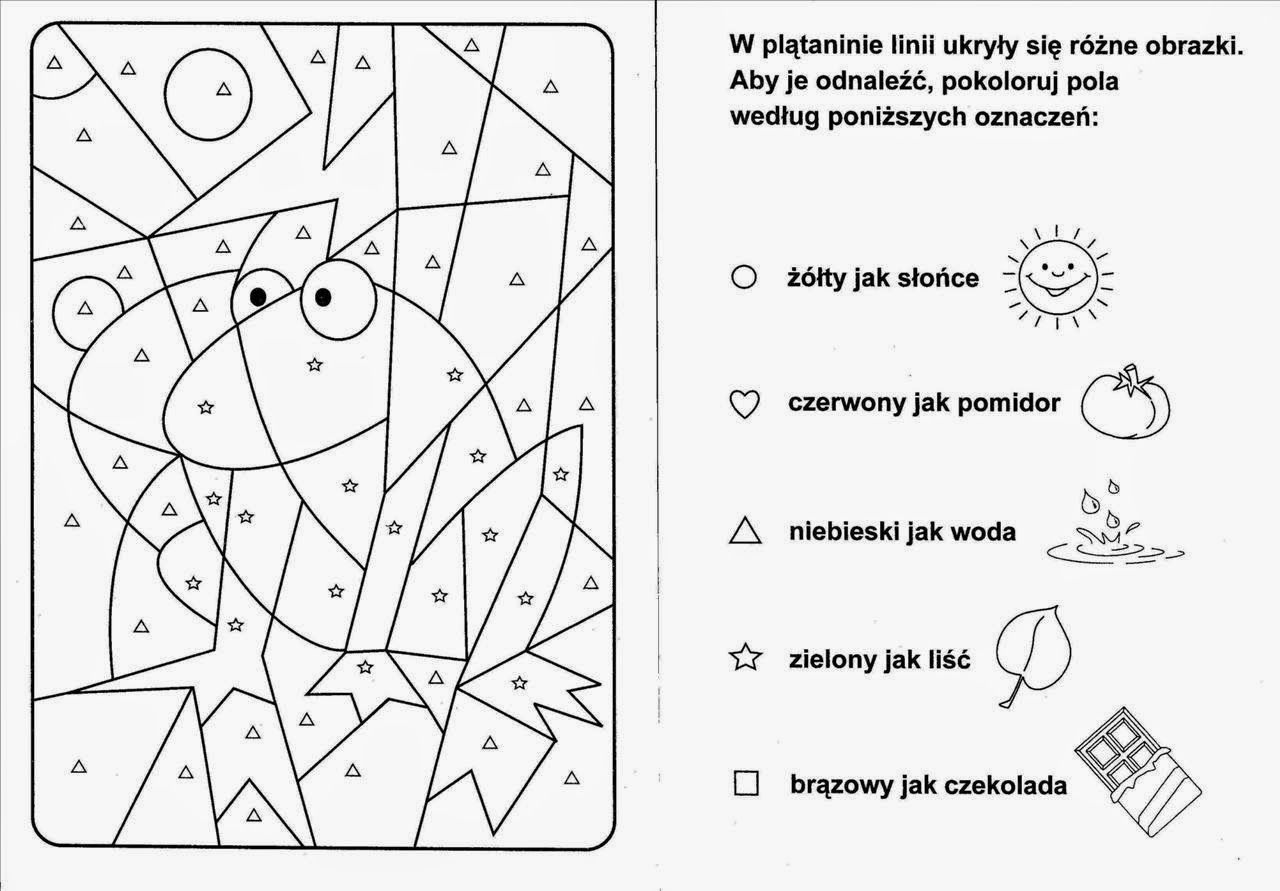 W plątaninie linii ukryły się różne obrazki.
Aby je odnaleźć, pokoloruj pola
według poniższych oznaczeń:
żółty jak słońce
czerwony jak pomidor
niebieski jak woda
zielony jak liść
brązowy jak czekolada